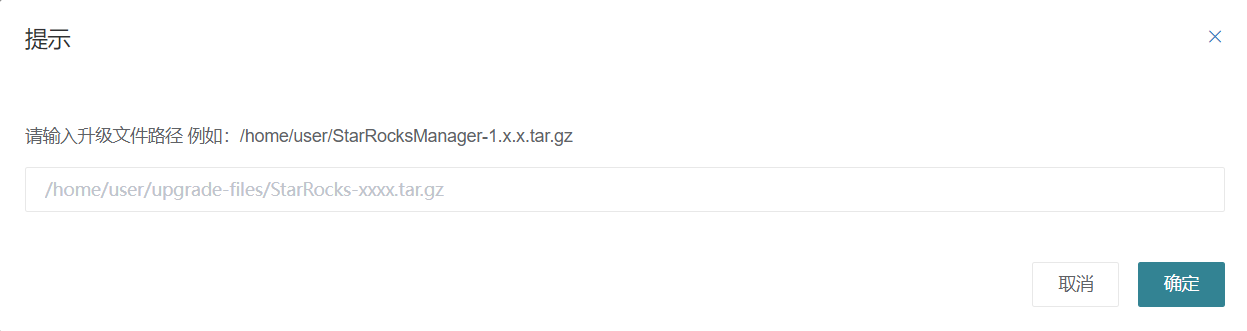 提示
请输入升级文件路径 例如：/home/user/StarRocksManager-1.x.x.tar.gz
/home/user/upgrade-files/StarRocks-xxxx.tar.gz
取消 确定